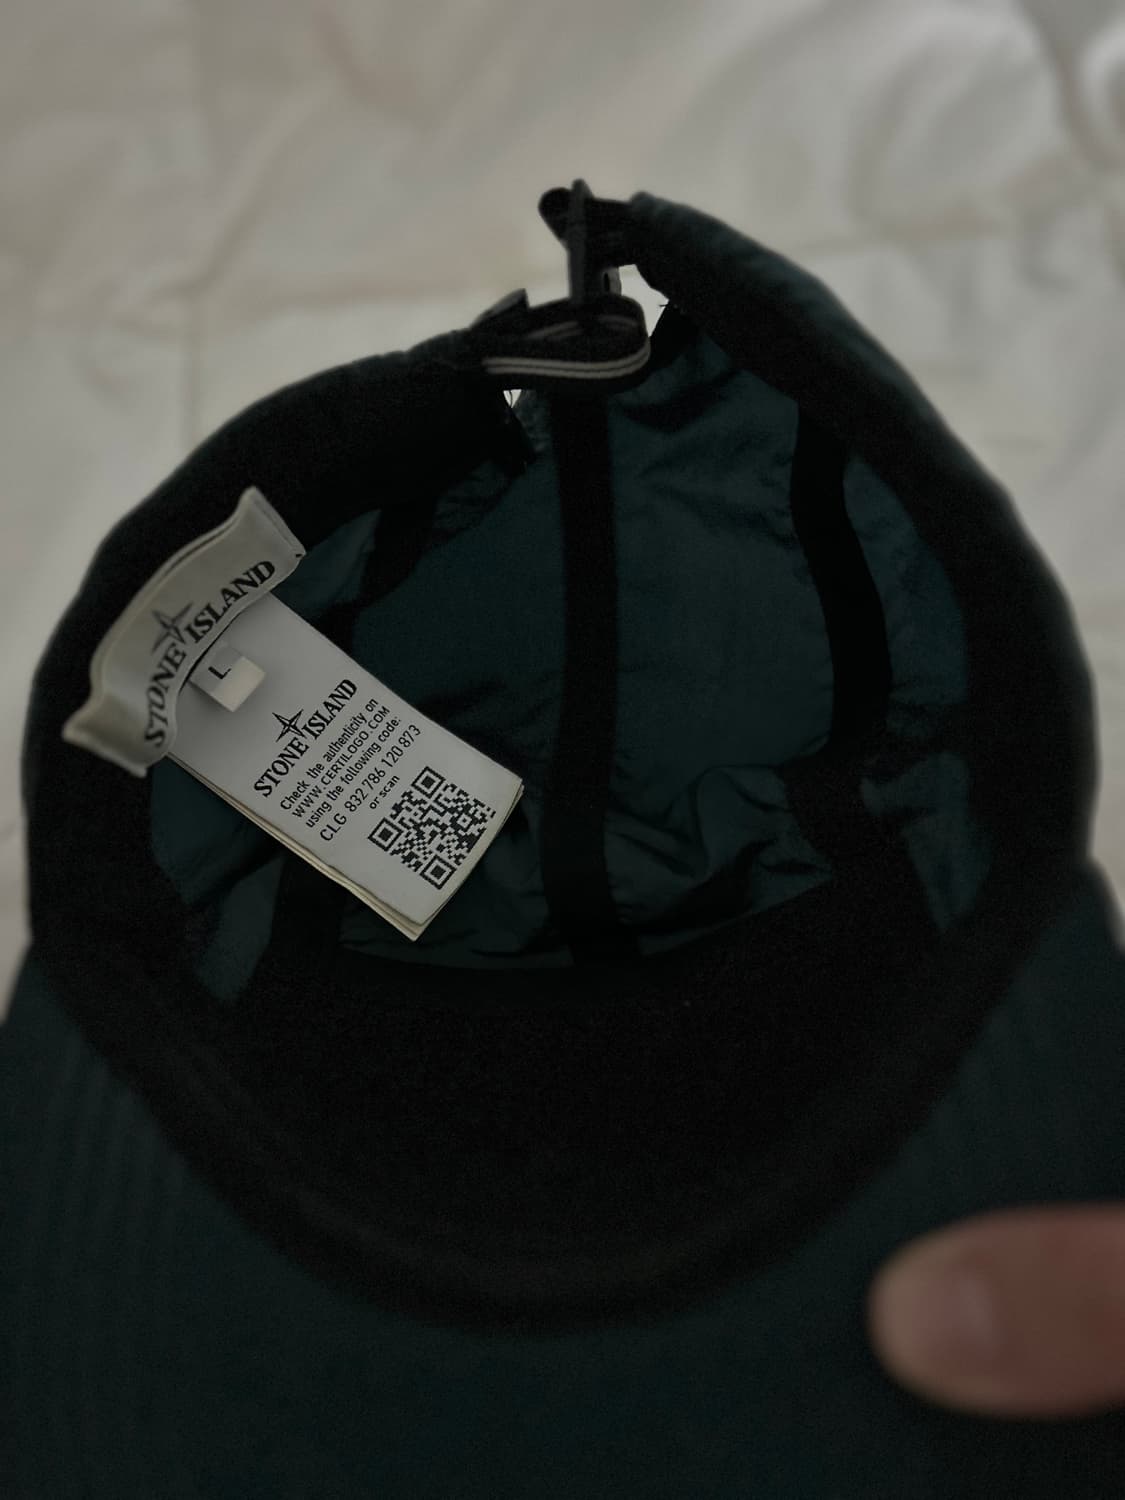 STONE ISLAND
L
STONE ISLAND
Check the authenticity on
WWW.CERTILOGO.COM
using the following code:
CLG 832 786 120 873
or scan